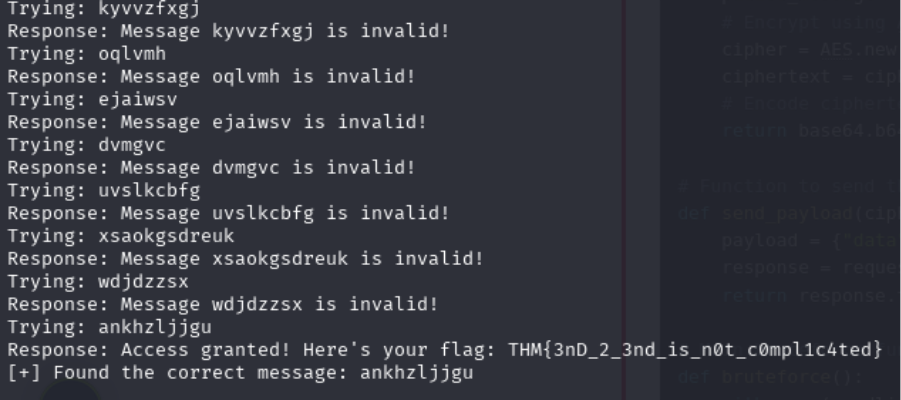 Trying: kyvvzfxgj
Response: Message kyvvzfxgj is invalid!
Trying: oqlvmh
Response: Message oqlvmh is invalid!
Trying: ejaiwsv
Response: Message ejaiwsv is invalid!
Trying: dvmgvc
Response: Message dvmgvc is invalid!
Trying: uvslkcbfg
Response: Message uvslkcbfg is invalid!
Trying: xsaokgsdreuk
Response: Message xsaokgsdreuk is invalid!
Trying: wdjdzzsx
Response: Message wdjdzzsx is invalid!
Trying: ankhzljjgu
Response: Access granted! Here's your flag: THM{3nD_2_3nd_is_n0t_c0mpl1c4ted}
[+] Found the correct message: ankhzljjgu
# Encrypt using
cipher = AES.new
ciphertext = cip
# Encode ciphert
return base64.b6
# Function to send
def send_payload(cip
payload = {"data
response = reque
return response.
def bruteforce():